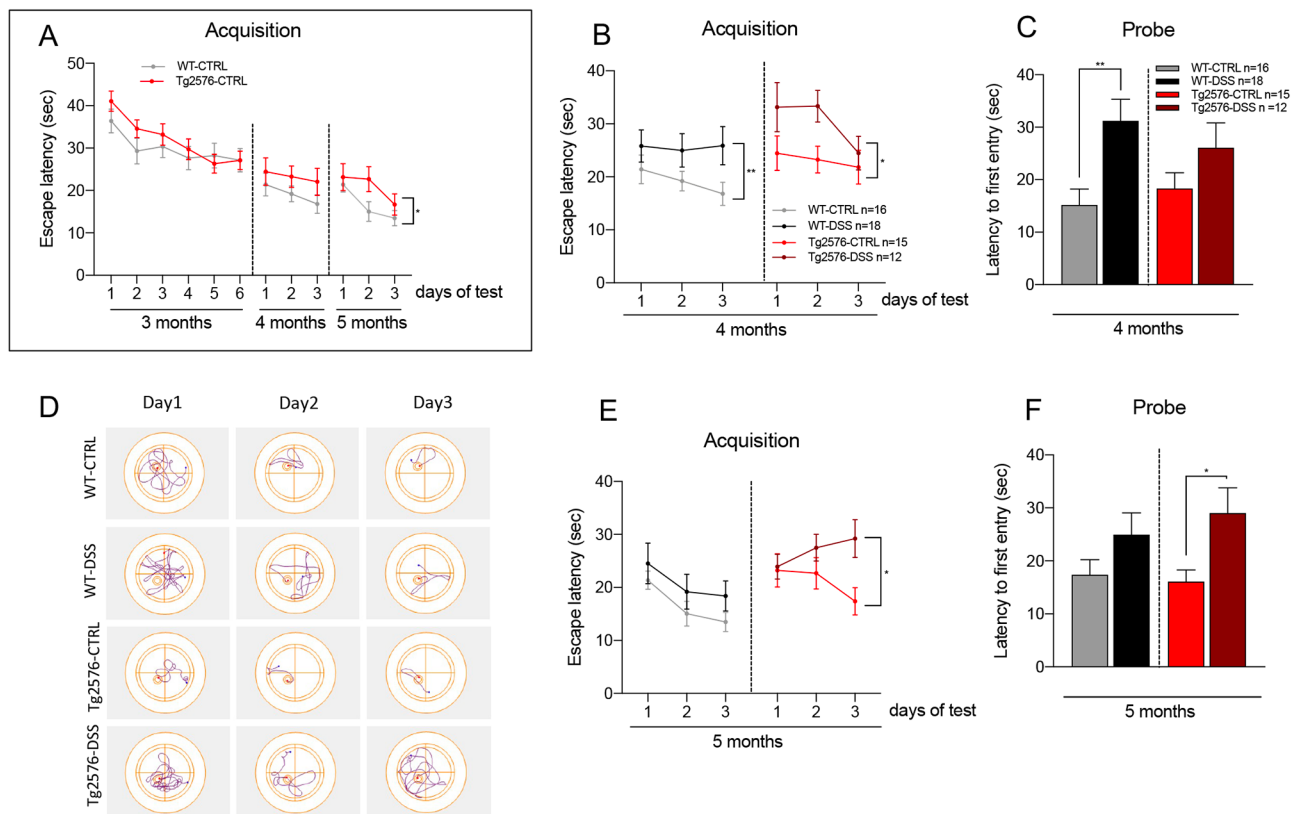 A
Acquisition
WT-CTRL
Tg2576-CTRL
Escape latency (sec)
50
40
30
20
10
0
*
1 2 3 4 5 6 1 2 3 1 2 3 days of test
3 months 4 months 5 months
B
Acquisition
Escape latency (sec)
40
30
20
10
0
**
*
WT-CTRL n=16
WT-DSS n=18
Tg2576-CTRL n=15
Tg2576-DSS n=12
1 2 3 1 2 3 days of test
4 months
C
Probe
Latency to first entry (sec)
40
30
20
10
0
**
WT-CTRL n=16
WT-DSS n=18
Tg2576-CTRL n=15
Tg2576-DSS n =12
4 months
D
Day1 Day2 Day3
WT-CTRL
WT-DSS
Tg2576-CTRL
Tg2576-DSS
E
Acquisition
Escape latency (sec)
40
30
20
10
0
*
1 2 3 1 2 3 days of test
5 months
F
Probe
Latency to first entry (sec)
40
30
20
10
0
*
5 months